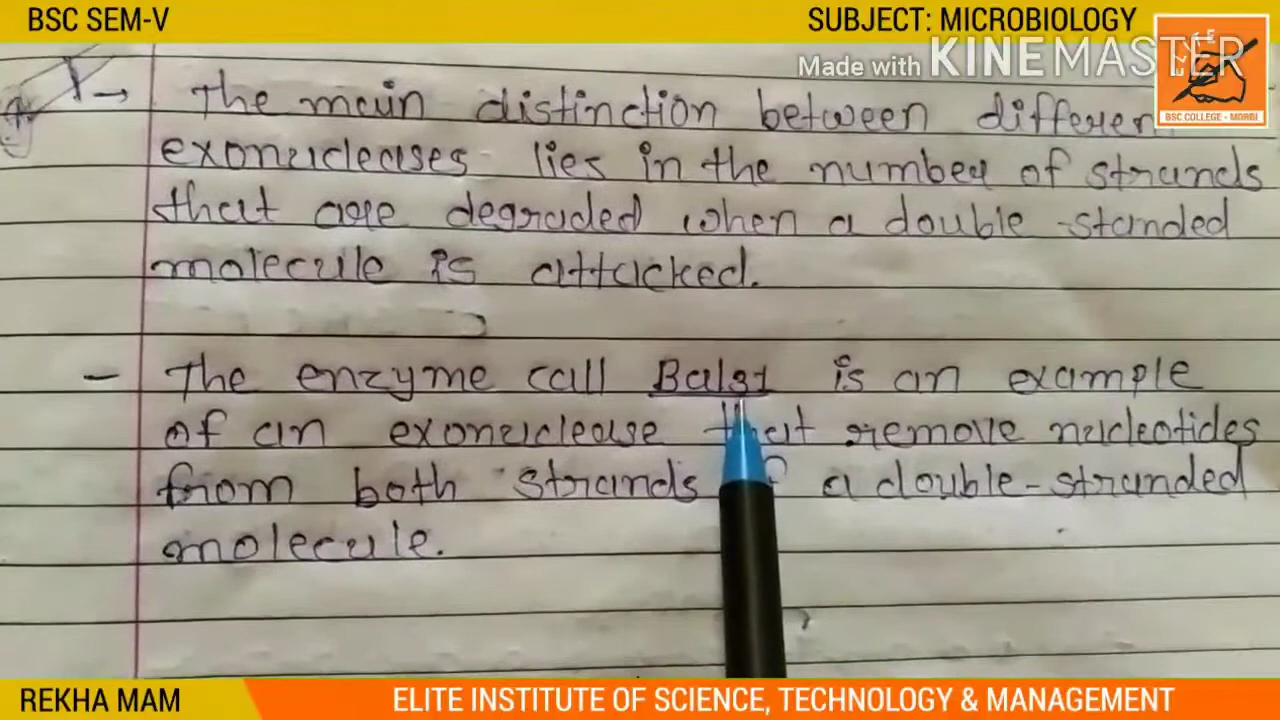 BSC SEM-V
SUBJECT: MICROBIOLOGY
Made with KINEMASTER
BSC COLLEGE - MORBI
The main distinction between differen
exonucleases lies in the number of strands
that are degraded when a double-standed
molecule is attacked.
- The enzyme call Bal31 is an example
of an exonuclease that remove nucleotides
from both strands a double-stranded
molecule.
REKHA MAM
ELITE INSTITUTE OF SCIENCE, TECHNOLOGY & MANAGEMENT